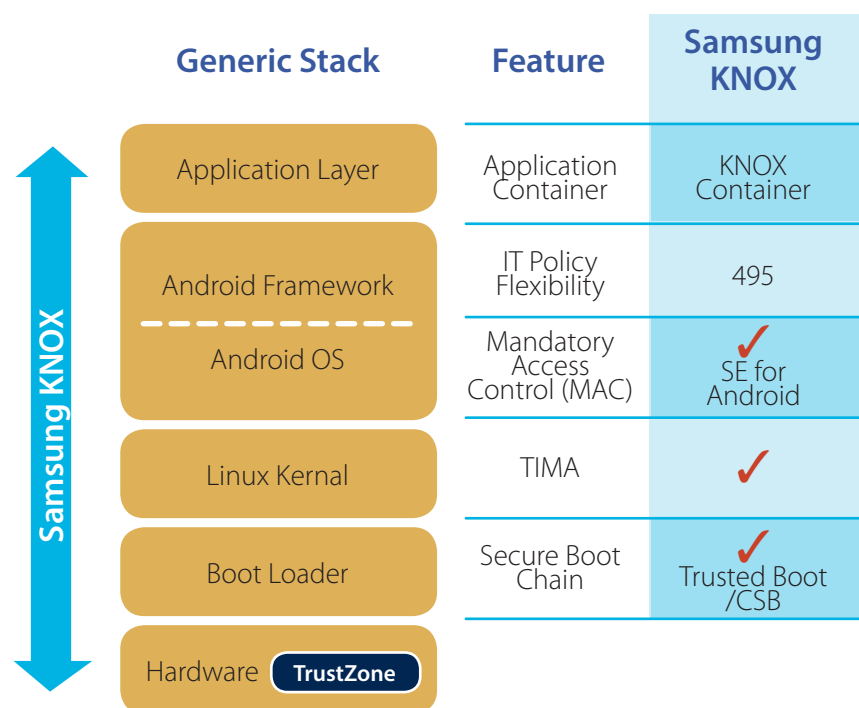 Generic Stack
Feature
Samsung
KNOX
Samsung KNOX
Application Layer
Application
Container
KNOX
Container
Android Framework
IT Policy
Flexibility
495
Android OS
Mandatory
Access
Control (MAC)
✓
SE for
Android
Linux Kernal
TIMA
✓
Boot Loader
Secure Boot
Chain
✓
Trusted Boot
/CSB
Hardware
TrustZone